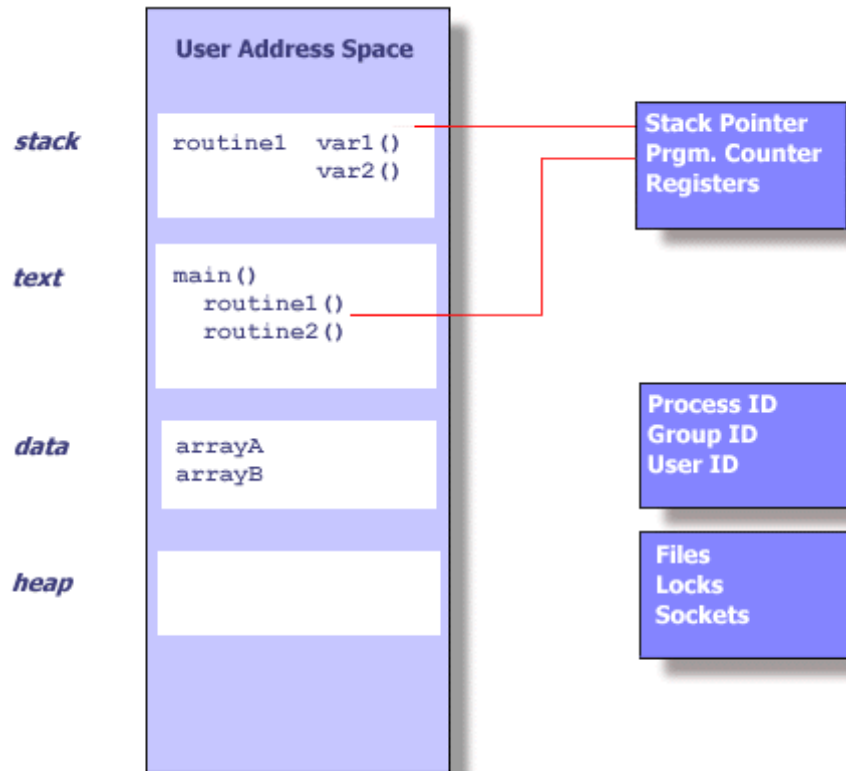 User Address Space
stack
routine1 var1()
var2()
text
main()
routine1()
routine2()
data
arrayA
arrayB
heap
Stack Pointer
Prgm. Counter
Registers
Process ID
Group ID
User ID
Files
Locks
Sockets